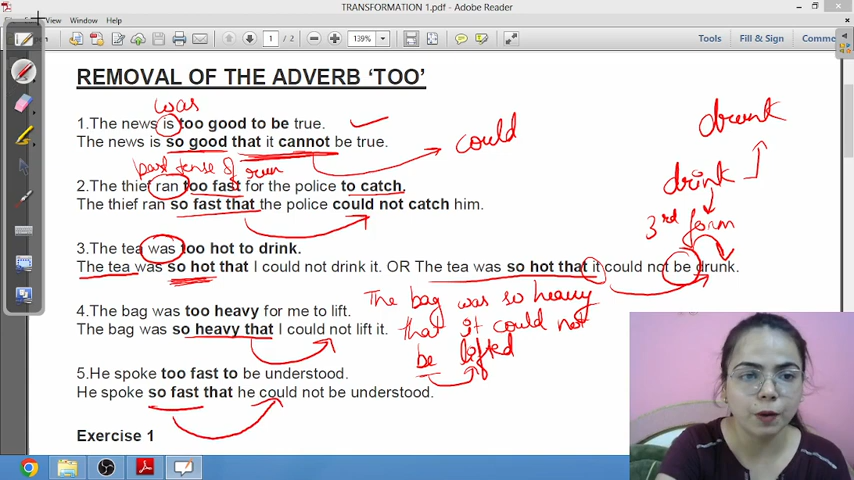 TRANSFORMATION 1.pdf - Adobe Reader
View Window Help
1 / 2 139% Tools Fill & Sign Comment
REMOVAL OF THE ADVERB ‘TOO’
was
1.The news is too good to be true.
The news is so good that it cannot be true.
could
drunk
past tense of run
2.The thief ran too fast for the police to catch.
drink
The thief ran so fast that the police could not catch him.
3rd form
3.The tea was too hot to drink.
The tea was so hot that I could not drink it. OR The tea was so hot that it could not be drunk.
The bag was so heavy
that it could not
be lifted
4.The bag was too heavy for me to lift.
The bag was so heavy that I could not lift it.
5.He spoke too fast to be understood.
He spoke so fast that he could not be understood.
Exercise 1